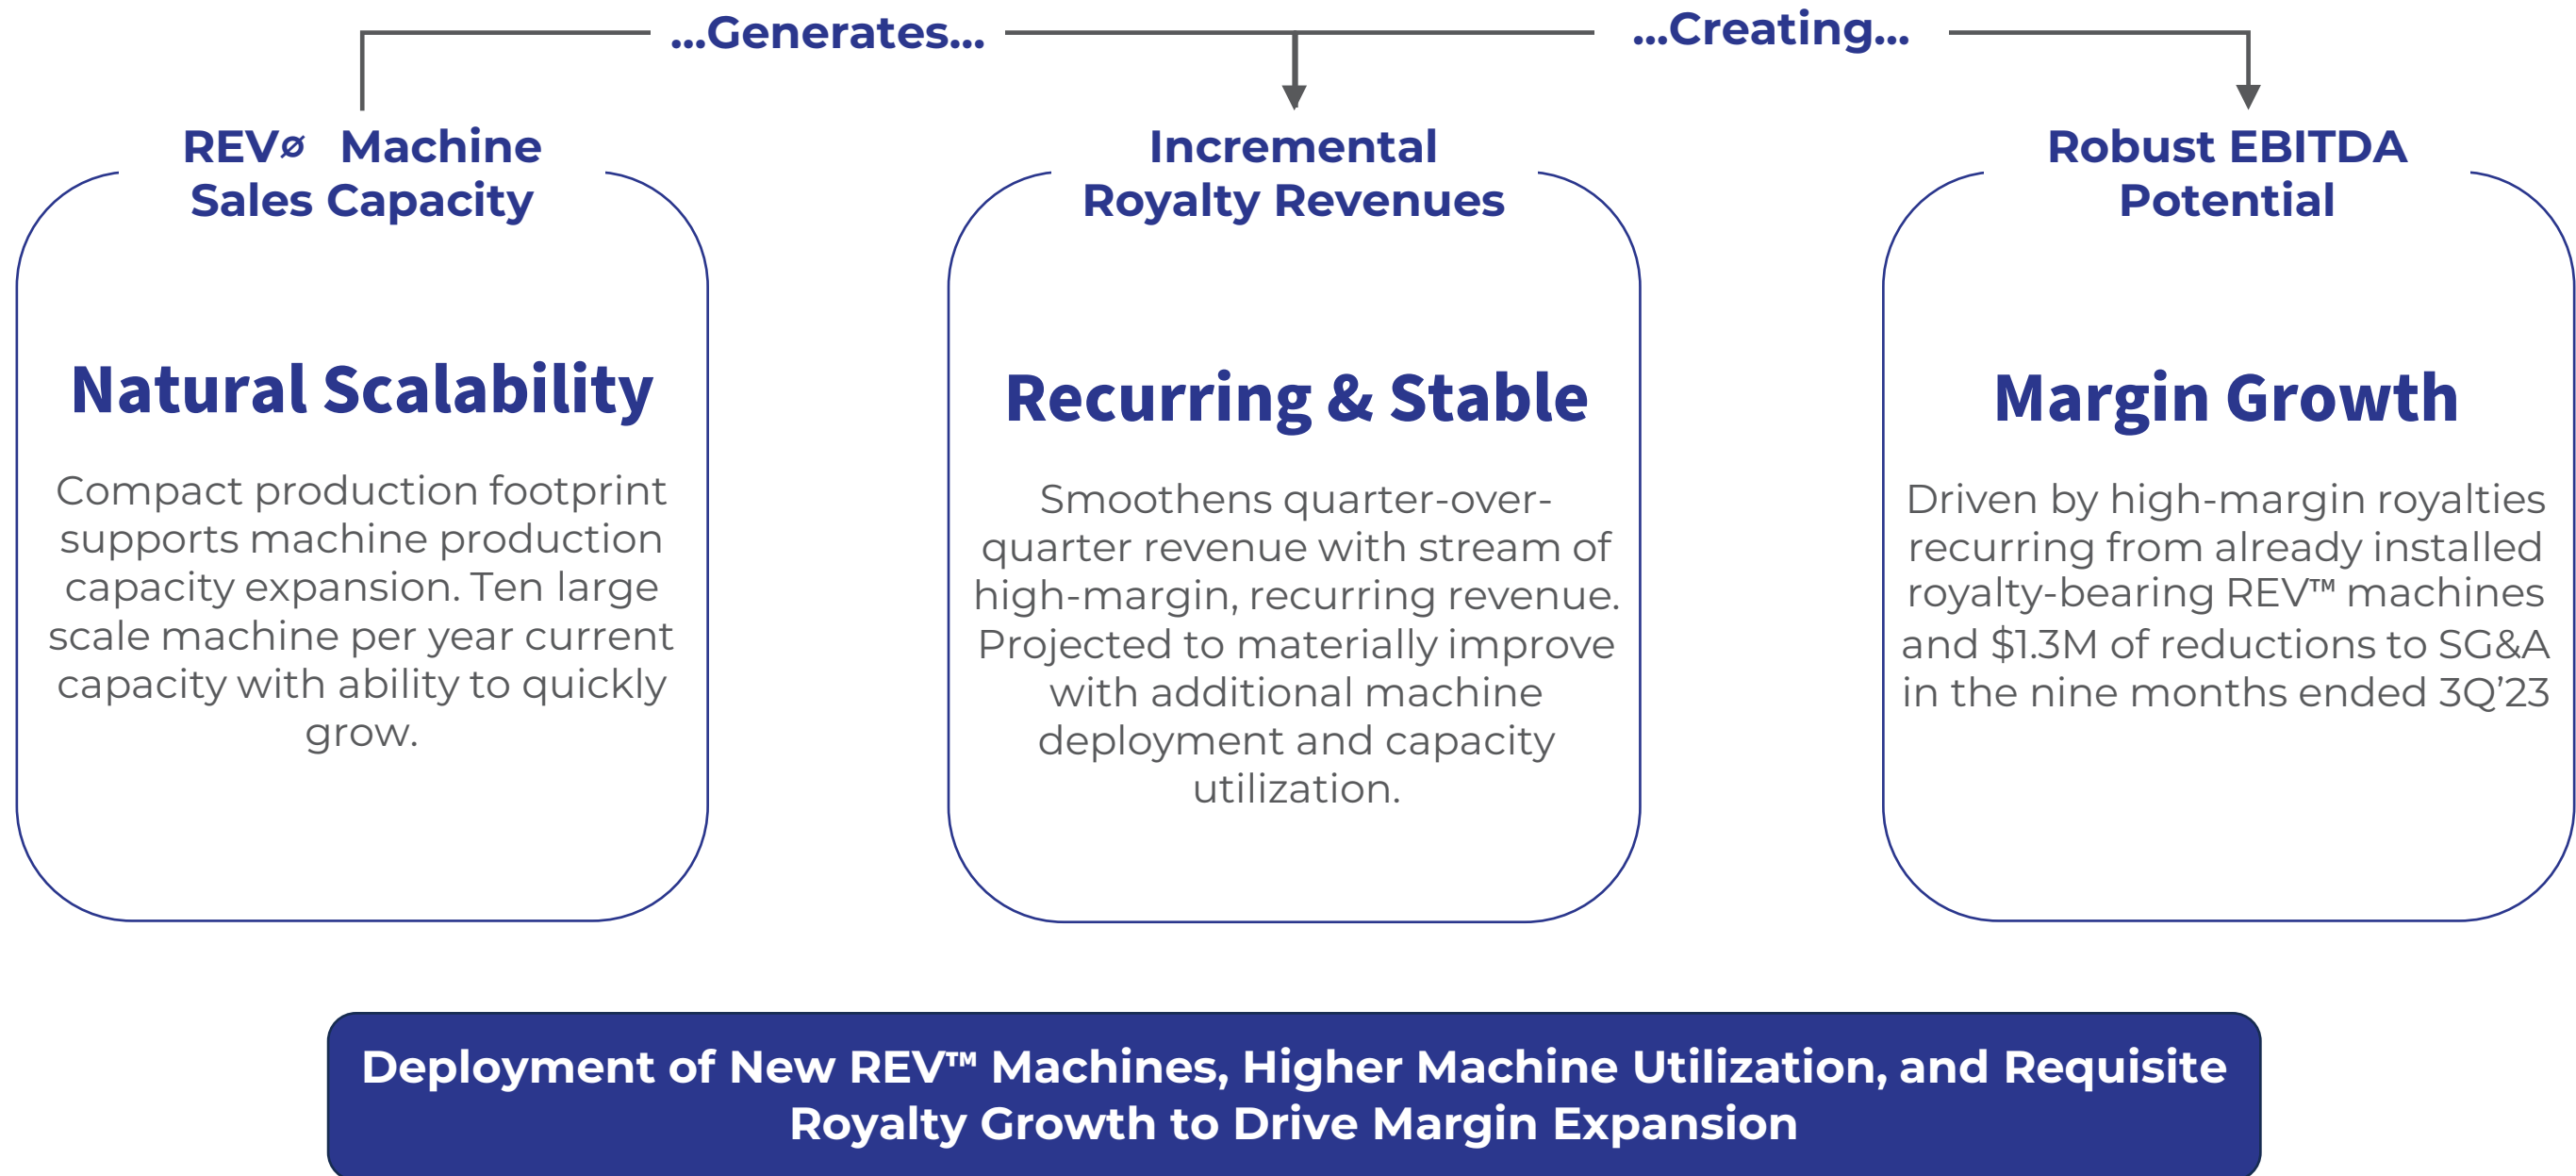 ...Generates...
...Creating...
REVø Machine
Sales Capacity
Natural Scalability
Compact production footprint
supports machine production
capacity expansion. Ten large
scale machine per year current
capacity with ability to quickly
grow.
Incremental
Royalty Revenues
Recurring & Stable
Smoothens quarter-over-
quarter revenue with stream of
high-margin, recurring revenue.
Projected to materially improve
with additional machine
deployment and capacity
utilization.
Robust EBITDA
Potential
Margin Growth
Driven by high-margin royalties
recurring from already installed
royalty-bearing REV™ machines
and $1.3M of reductions to SG&A
in the nine months ended 3Q’23
Deployment of New REV™ Machines, Higher Machine Utilization, and Requisite
Royalty Growth to Drive Margin Expansion